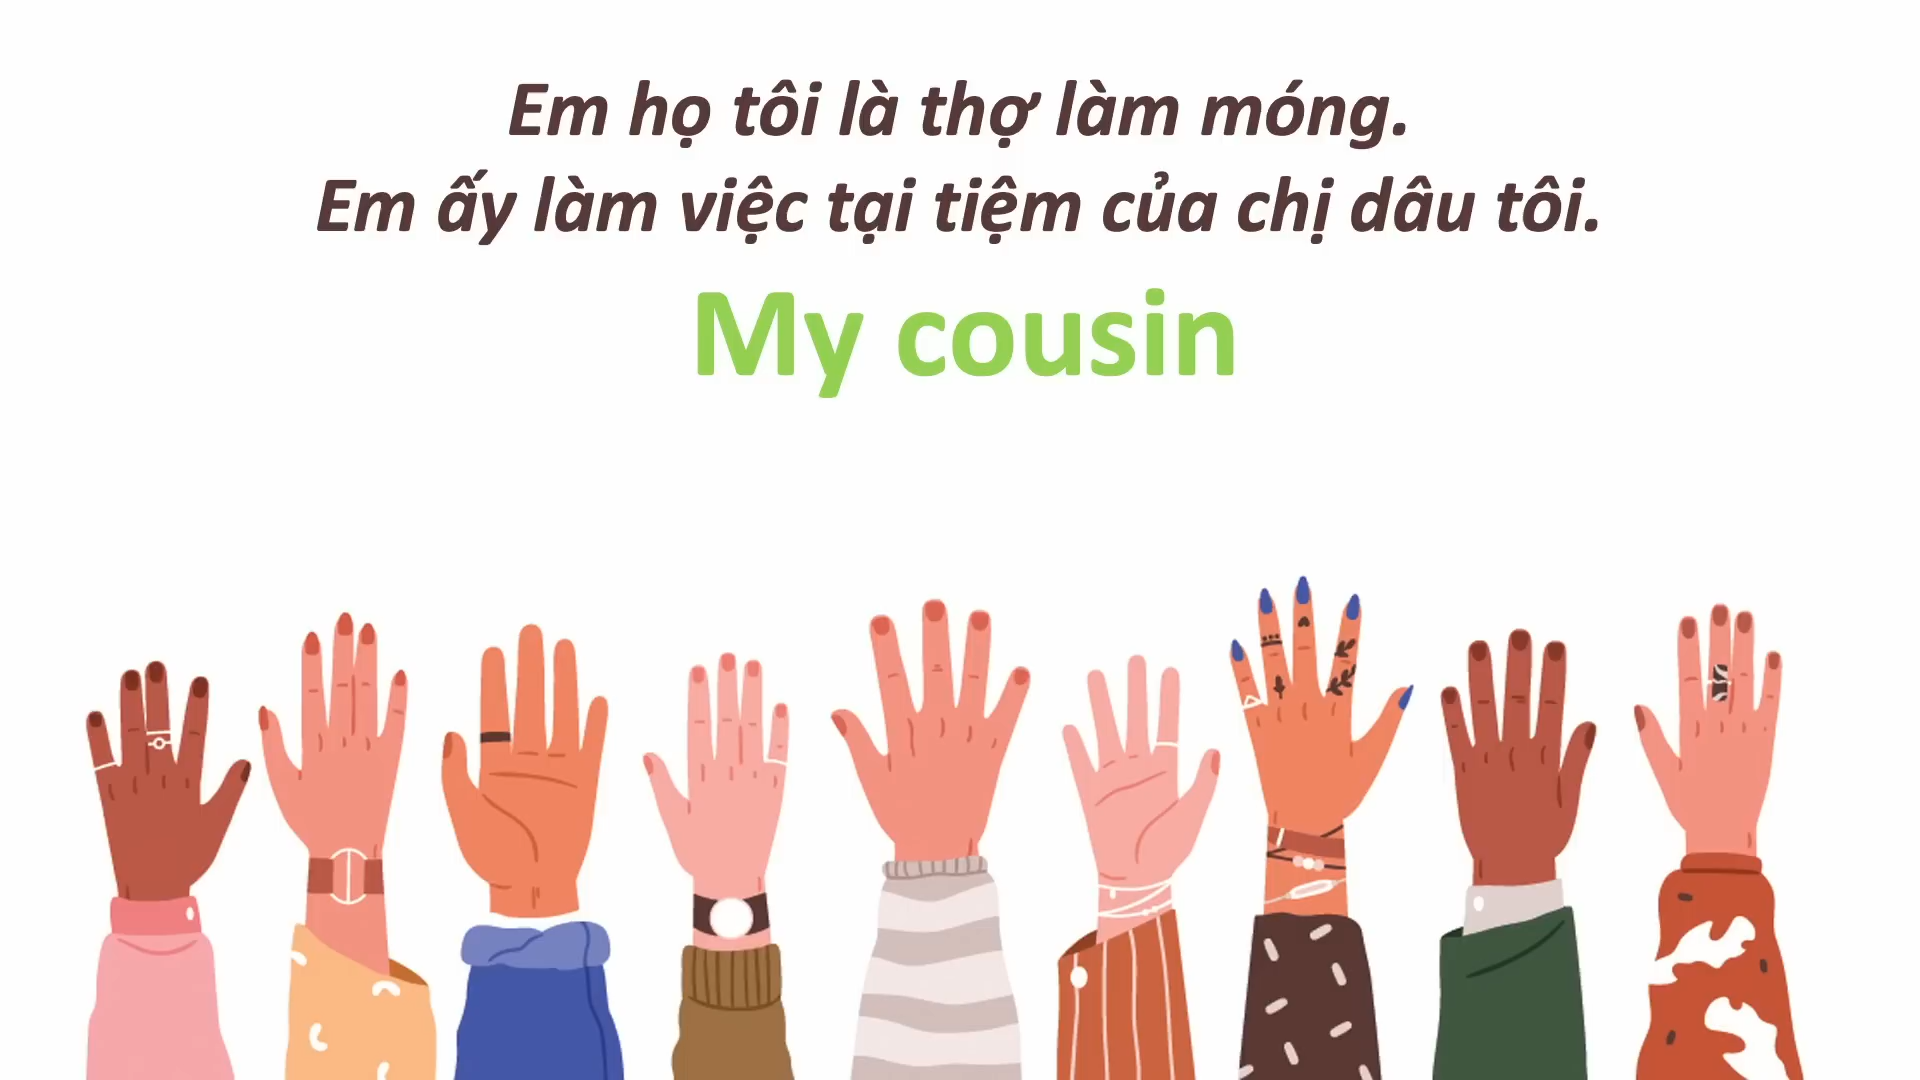 Em họ tôi là thợ làm móng.
Em ấy làm việc tại tiệm của chị dâu tôi.
My cousin